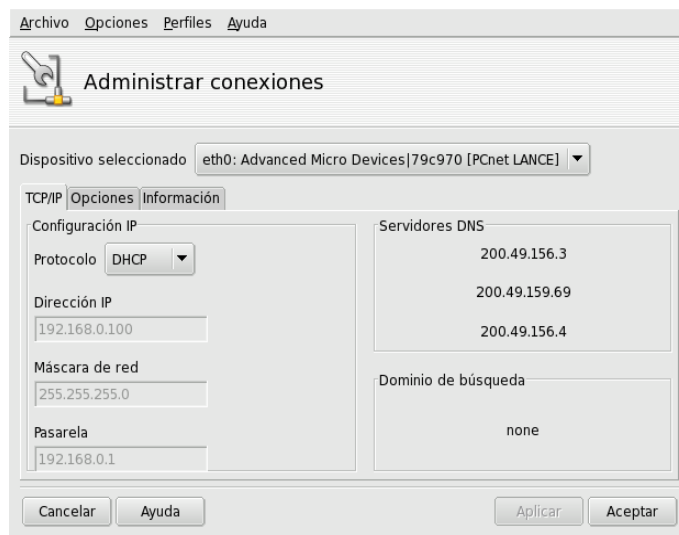 Archivo Opciones Perfiles Ayuda
Administrar conexiones
Dispositivo seleccionado eth0: Advanced Micro Devices|79c970 [PCnet LANCE]
TCP/IP Opciones Información
Configuración IP
Protocolo DHCP
Dirección IP
192.168.0.100
Máscara de red
255.255.255.0
Pasarela
192.168.0.1
Servidores DNS
200.49.156.3
200.49.159.69
200.49.156.4
Dominio de búsqueda
none
Cancelar Ayuda Aplicar Aceptar